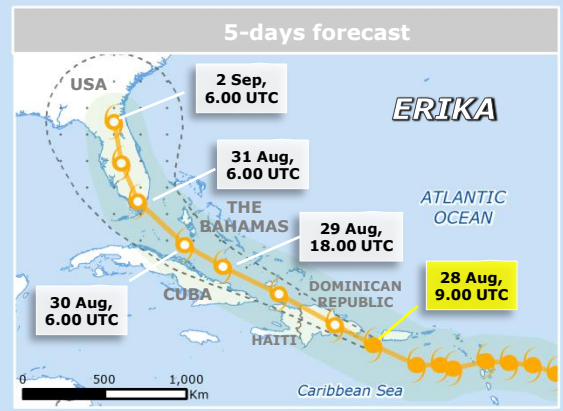 5-days forecast
USA
2 Sep,
6.00 UTC
ERIKA
31 Aug,
6.00 UTC
ATLANTIC
OCEAN
THE
BAHAMAS
29 Aug,
18.00 UTC
28 Aug,
9.00 UTC
DOMINICAN
REPUBLIC
30 Aug,
6.00 UTC
CUBA
HAITI
0 500 1,000
Km
Caribbean Sea